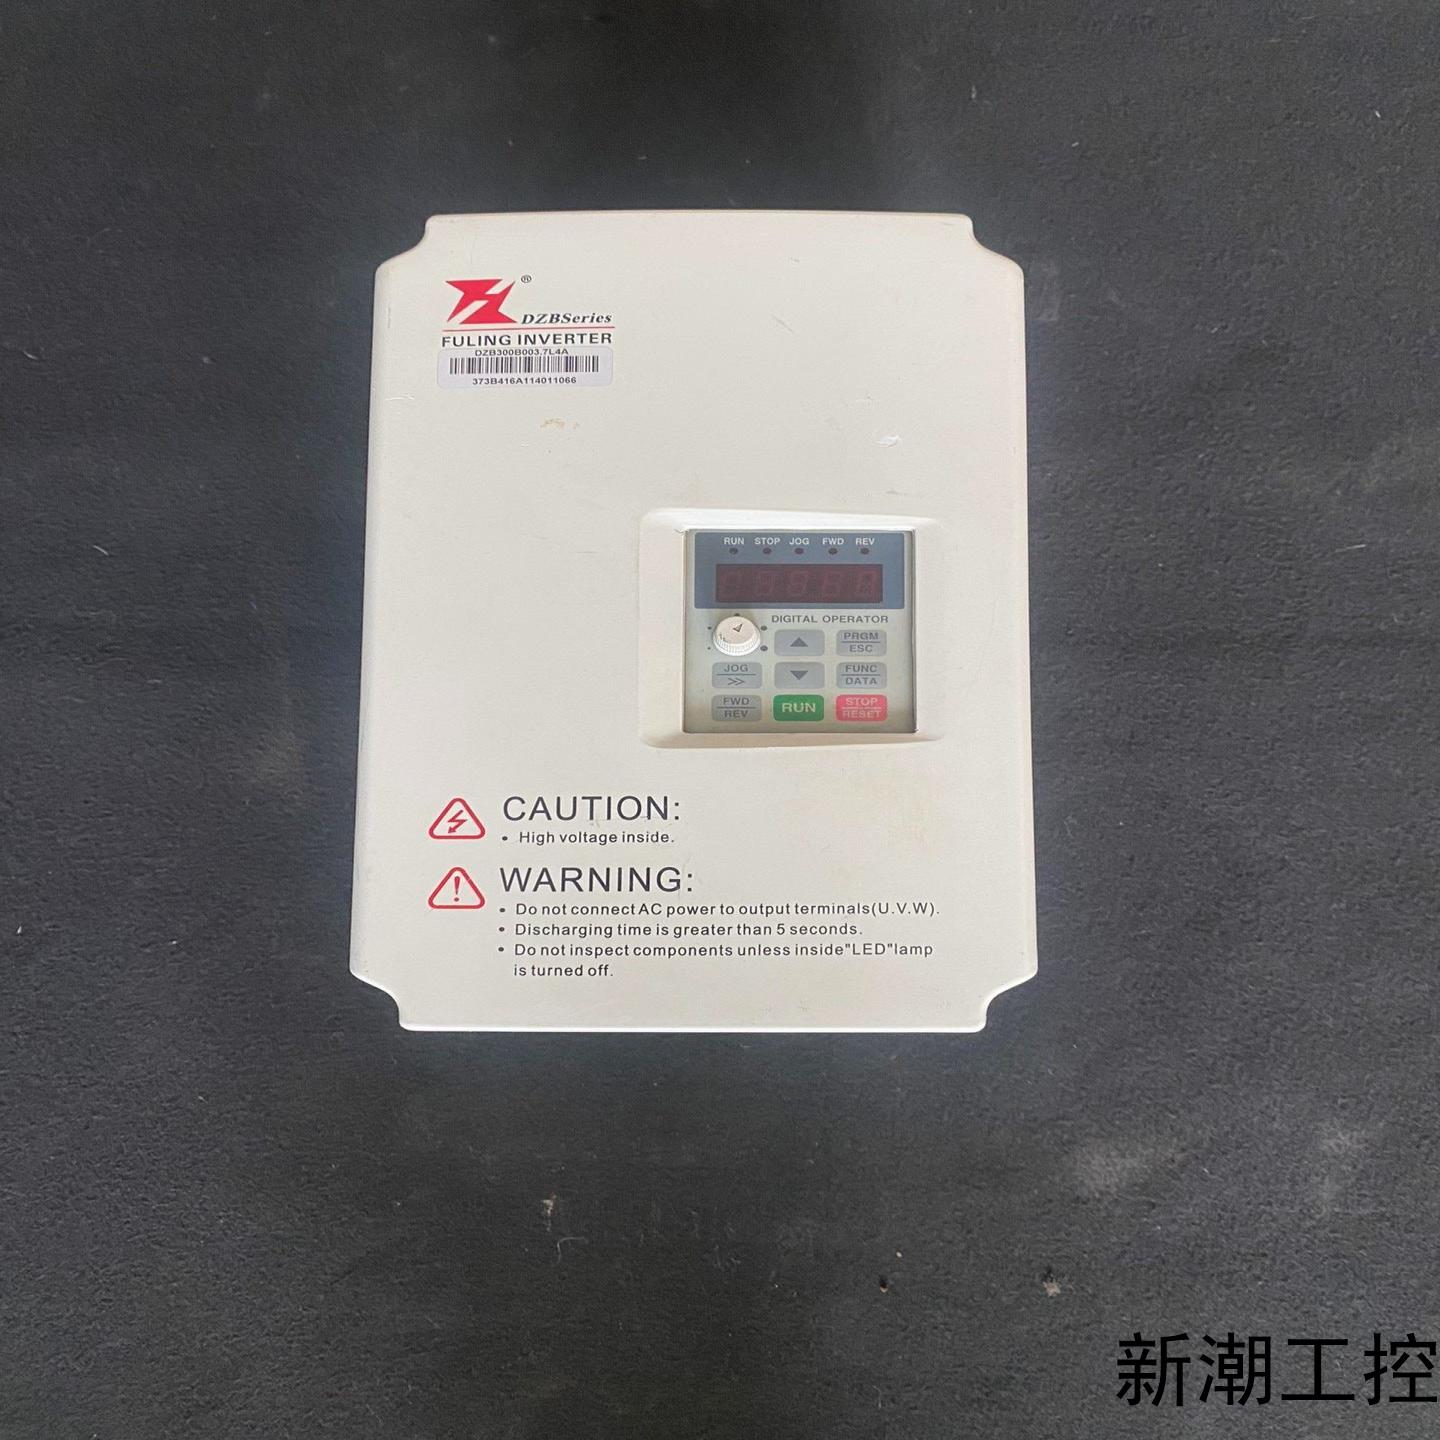 ®
DZBSeries
FULING INVERTER
DZB300B003.7L4A
373B416A114011066
RUN STOP JOG FWD REV
DIGITAL OPERATOR
PRGM
ESC
JOG
>>
FUNC
DATA
FWD
REV
RUN
STOP
RESET
CAUTION:
• High voltage inside.
WARNING:
• Do not connect AC power to output terminals(U.V.W).
• Discharging time is greater than 5 seconds.
• Do not inspect components unless inside"LED"lamp
is turned off.
新潮工控